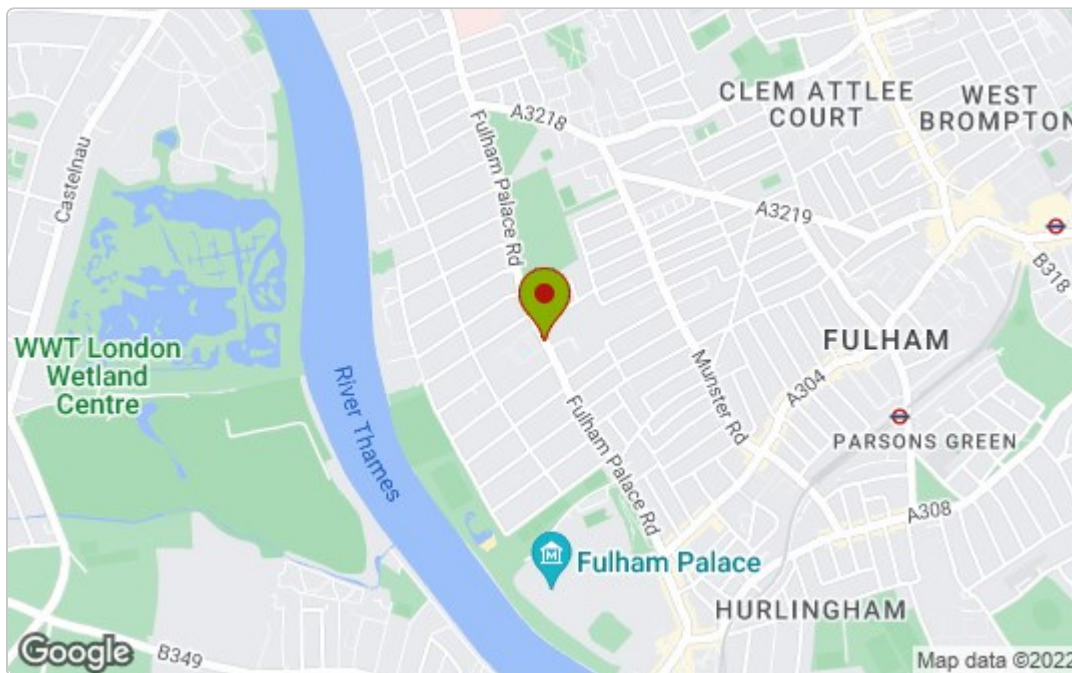 CLEM ATTLEE
COURT
WEST
BROMPTON
A3218
Fulham Palace Rd
Castelnau
A3219
B318
WWT London
Wetland
Centre
River Thames
FULHAM
Munster Rd
A304
PARSONS GREEN
Fulham Palace Rd
A308
M
Fulham Palace
HURLINGHAM
Google
B349
Map data ©2022